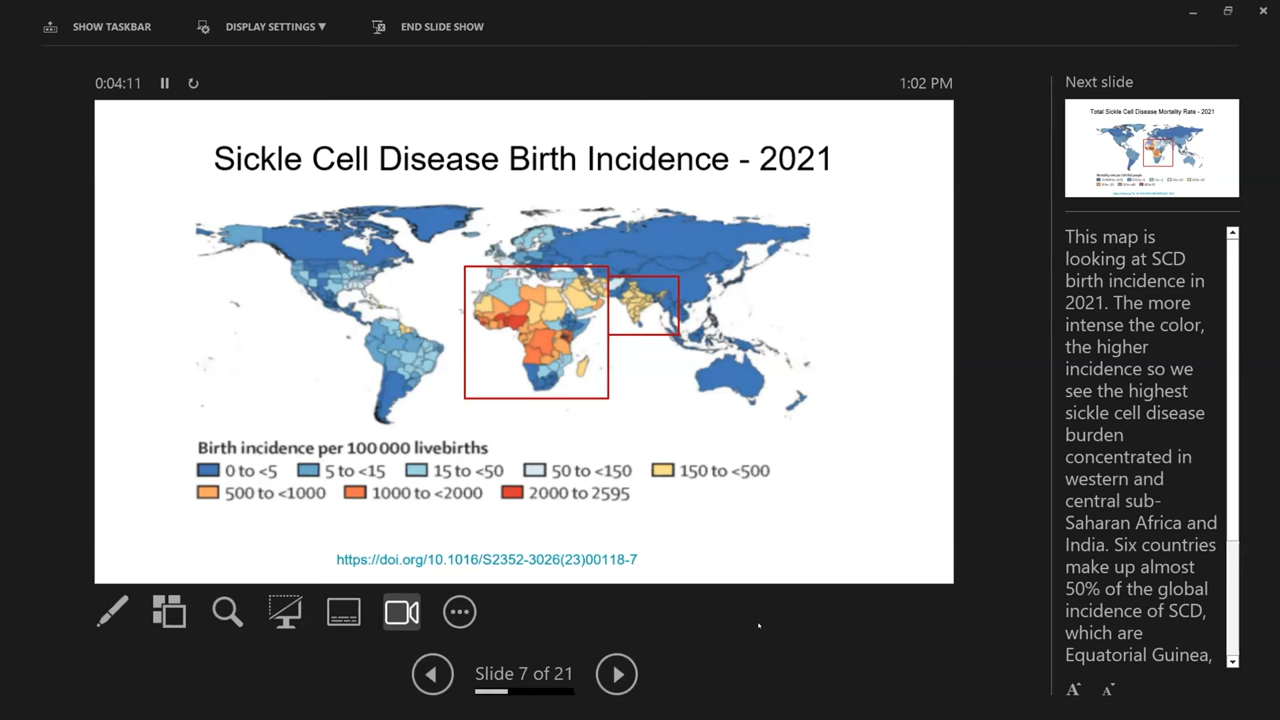 SHOW TASKBAR
DISPLAY SETTINGS ▼
END SLIDE SHOW
0:04:11
1:02 PM
Sickle Cell Disease Birth Incidence - 2021
Birth incidence per 100 000 livebirths
0 to <5
5 to <15
15 to <50
50 to <150
150 to <500
500 to <1000
1000 to <2000
2000 to 2595
https://doi.org/10.1016/S2352-3026(23)00118-7
Slide 7 of 21
Next slide
Total Sickle Cell Disease Mortality Rate - 2021
This map is
looking at SCD
birth incidence in
2021. The more
intense the color,
the higher
incidence so we
see the highest
sickle cell disease
burden
concentrated in
western and
central sub-
Saharan Africa and
India. Six countries
make up almost
50% of the global
incidence of SCD,
which are
Equatorial Guinea,
A A